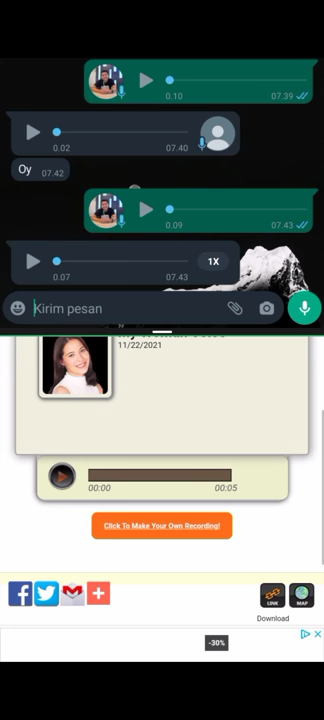 0.10 07.39
0.02 07.40
Oy 07.42
0.09 07.43
1X
0.07 07.43
Kirim pesan
11/22/2021
00:00 00:05
Click To Make Your Own Recording!
LINK MAP
Download
-30%